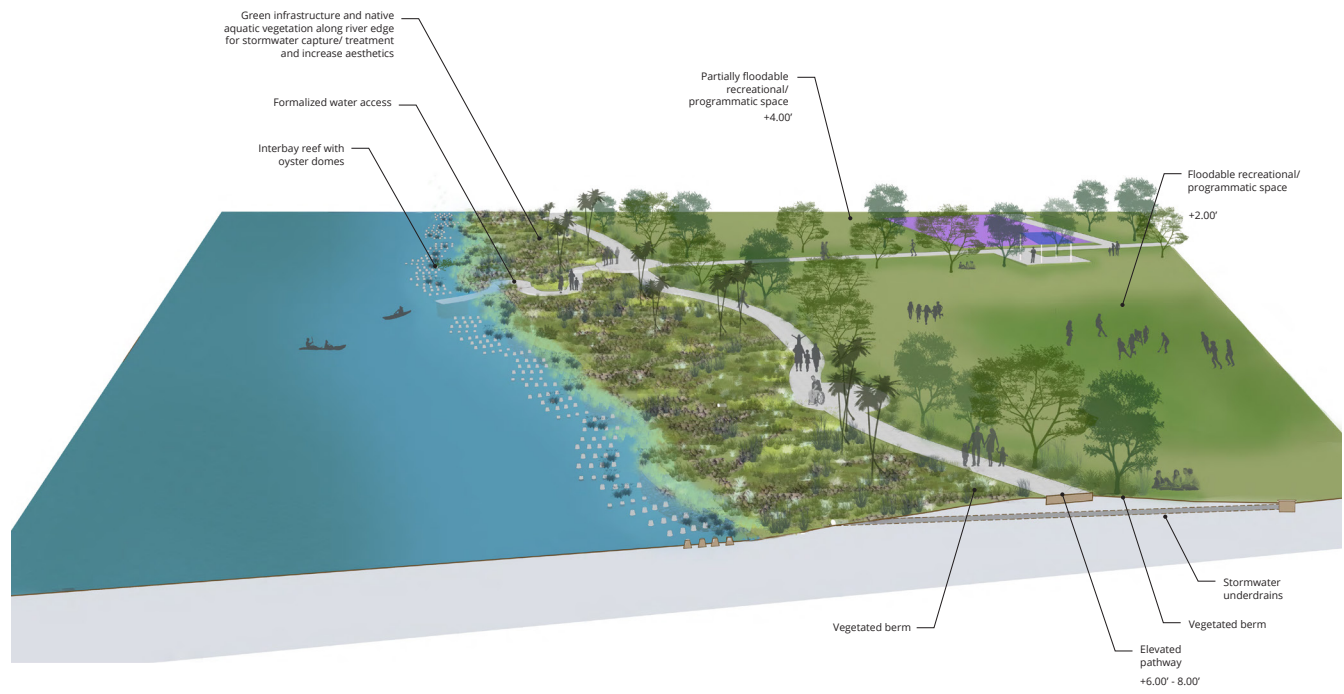 Green infrastructure and native
aquatic vegetation along river edge
for stormwater capture/ treatment
and increase aesthetics
Formalized water access
Interbay reef with
oyster domes
Partially floodable
recreational/
programmatic space
+4.00'
Floodable recreational/
programmatic space
+2.00'
Stormwater
underdrains
Vegetated berm
Vegetated berm
Elevated
pathway
+6.00' - 8.00'